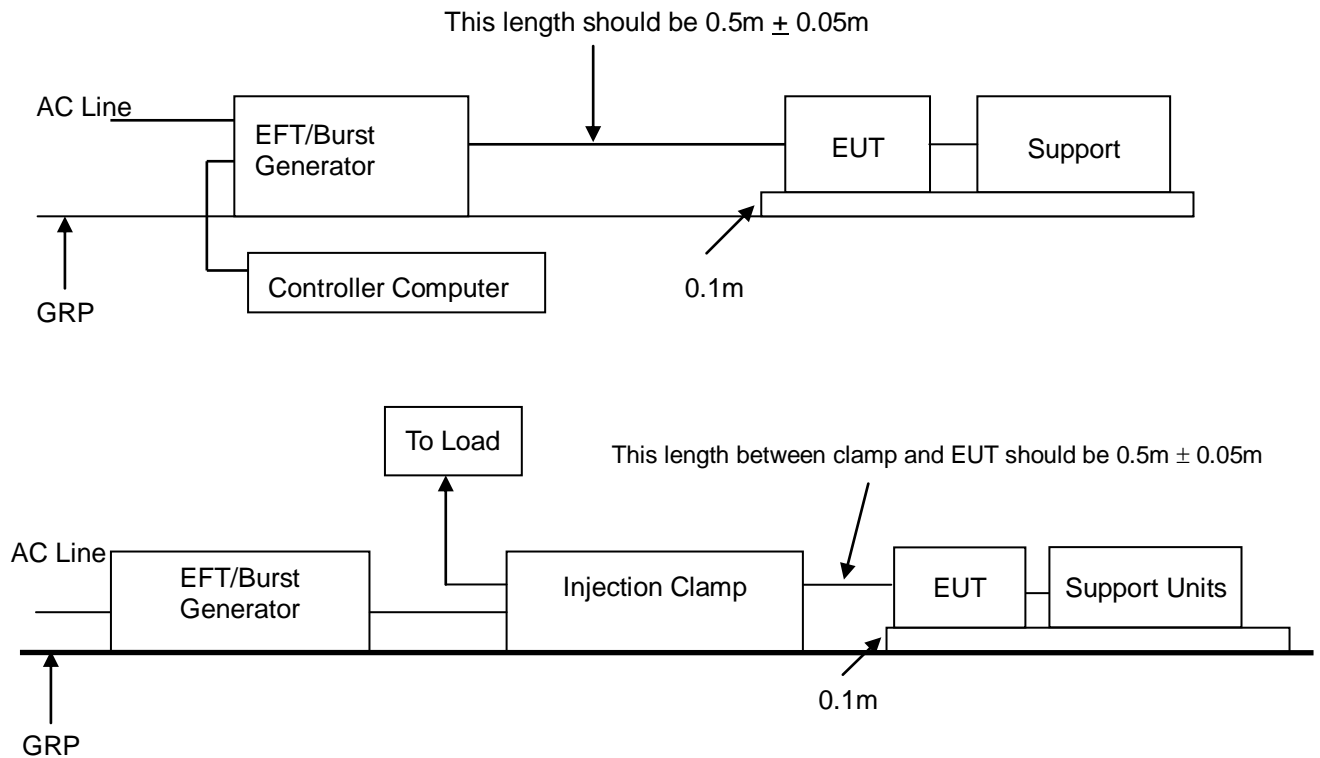 This length should be 0.5m ± 0.05m
AC Line
EFT/Burst
Generator
EUT
Support
Controller Computer
0.1m
GRP
To Load
This length between clamp and EUT should be 0.5m ± 0.05m
AC Line
EFT/Burst
Generator
Injection Clamp
EUT
Support Units
0.1m
GRP